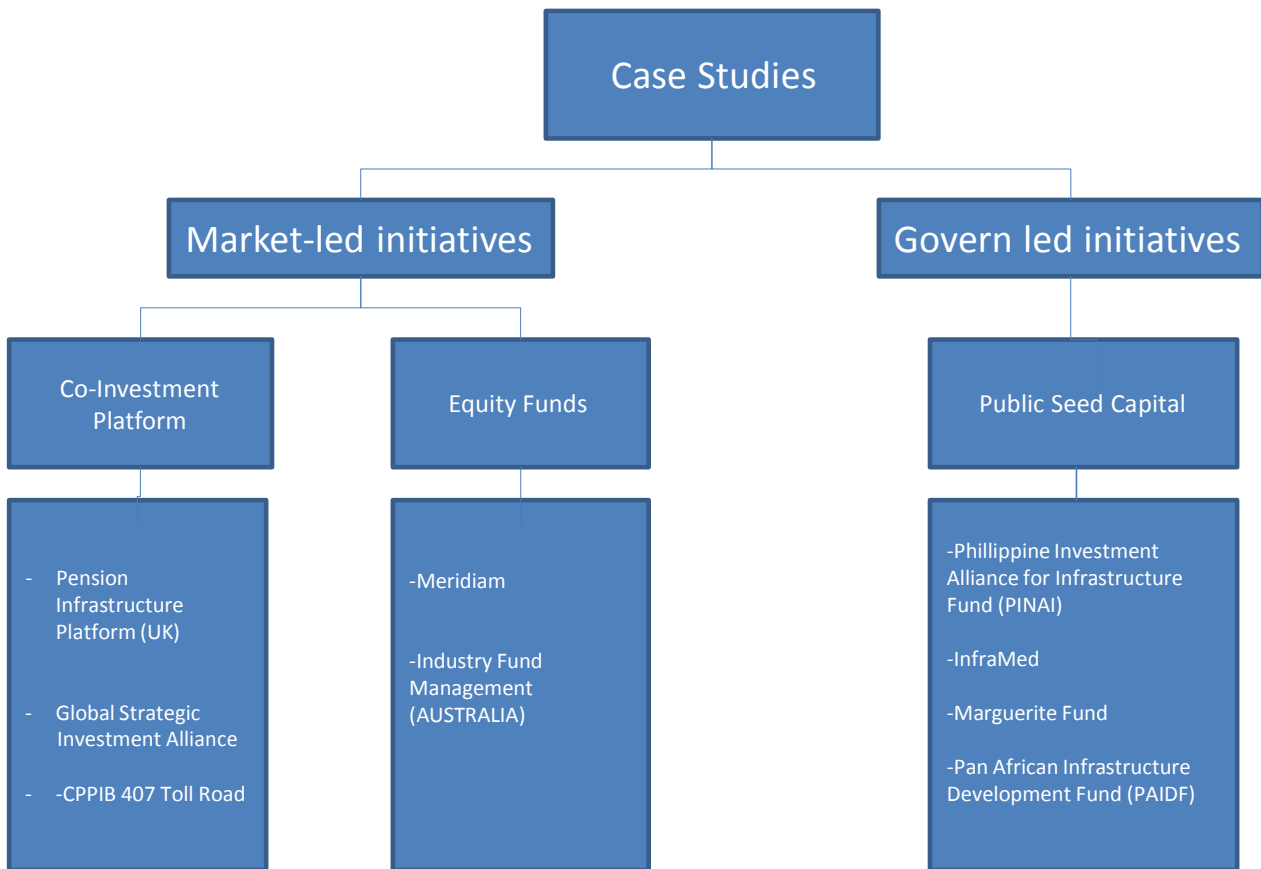 Case Studies
Market-led initiatives
Govern led initiatives
Co-Investment
Platform
Equity Funds
Public Seed Capital
- Pension
Infrastructure
Platform (UK)
- Global Strategic
Investment Alliance
- -CPPIB 407 Toll Road
-Meridiam
-Industry Fund
Management
(AUSTRALIA)
-Phillippine Investment
Alliance for Infrastructure
Fund (PINAI)
-InfraMed
-Marguerite Fund
-Pan African Infrastructure
Development Fund (PAIDF)